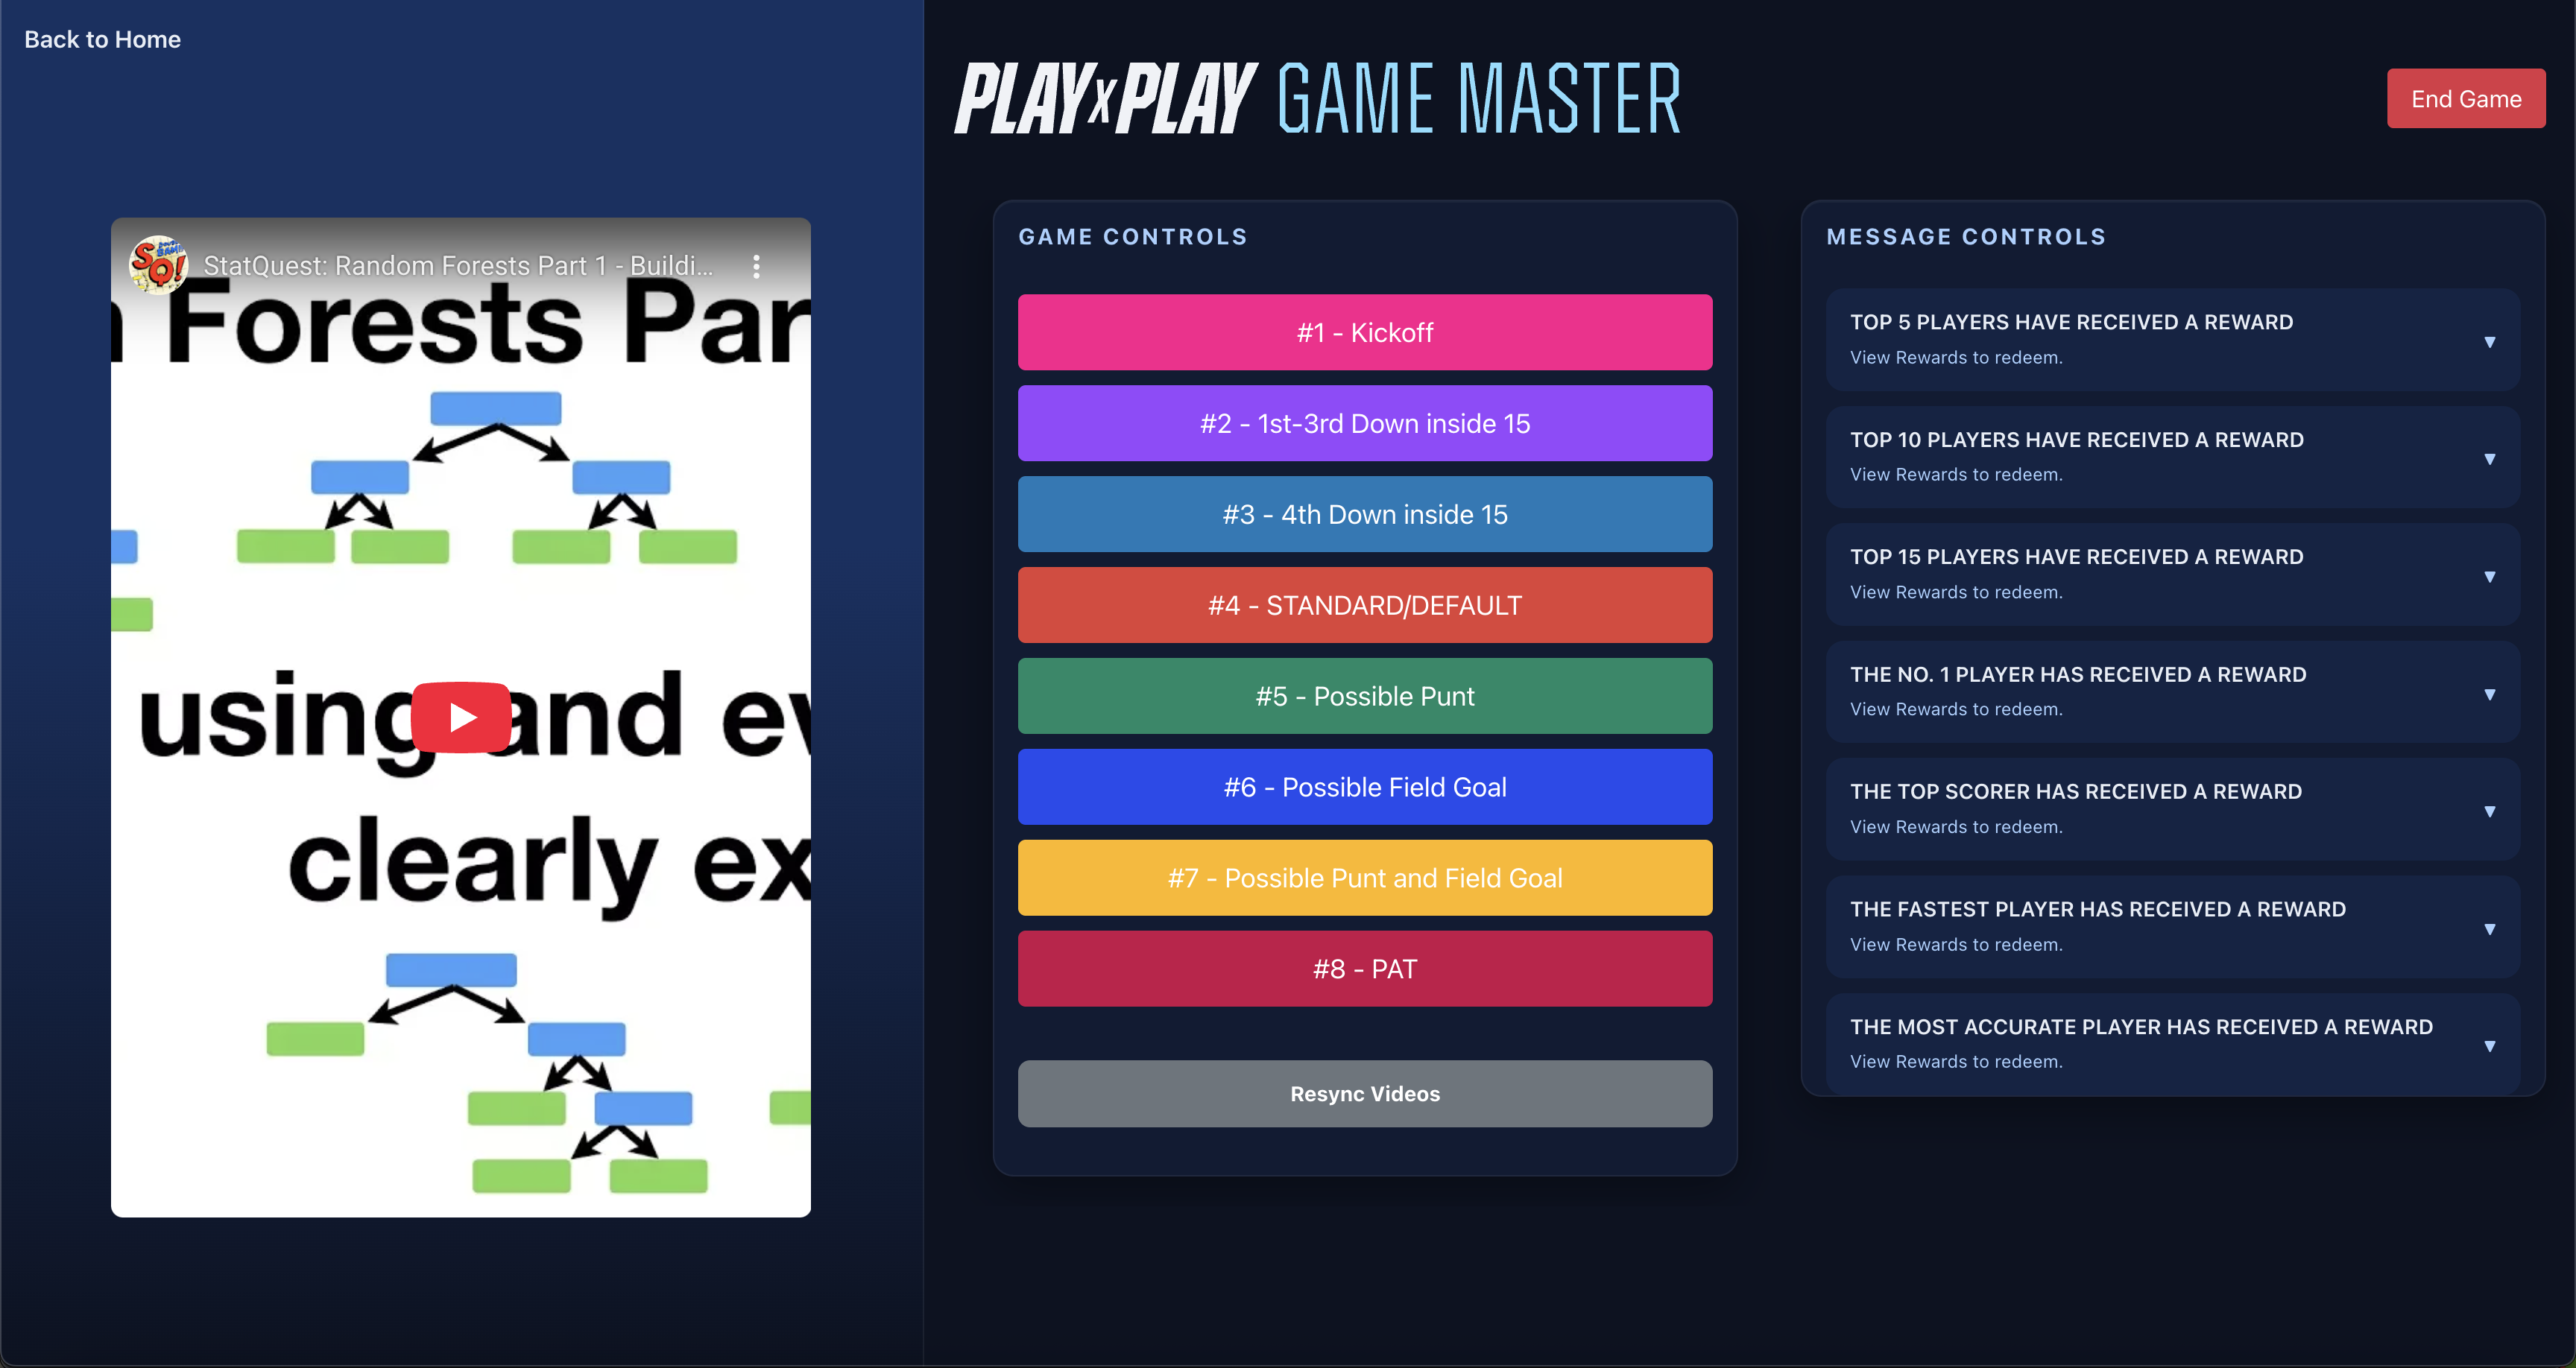 Back to Home
StatQuest: Random Forests Part 1 - Buildi...
Forests Par
using and ev
clearly ex
PLAYxPLAY GAME MASTER
End Game
GAME CONTROLS
#1 - Kickoff
#2 - 1st-3rd Down inside 15
#3 - 4th Down inside 15
#4 - STANDARD/DEFAULT
#5 - Possible Punt
#6 - Possible Field Goal
#7 - Possible Punt and Field Goal
#8 - PAT
Resync Videos
MESSAGE CONTROLS
TOP 5 PLAYERS HAVE RECEIVED A REWARD
View Rewards to redeem.
TOP 10 PLAYERS HAVE RECEIVED A REWARD
View Rewards to redeem.
TOP 15 PLAYERS HAVE RECEIVED A REWARD
View Rewards to redeem.
THE NO. 1 PLAYER HAS RECEIVED A REWARD
View Rewards to redeem.
THE TOP SCORER HAS RECEIVED A REWARD
View Rewards to redeem.
THE FASTEST PLAYER HAS RECEIVED A REWARD
View Rewards to redeem.
THE MOST ACCURATE PLAYER HAS RECEIVED A REWARD
View Rewards to redeem.